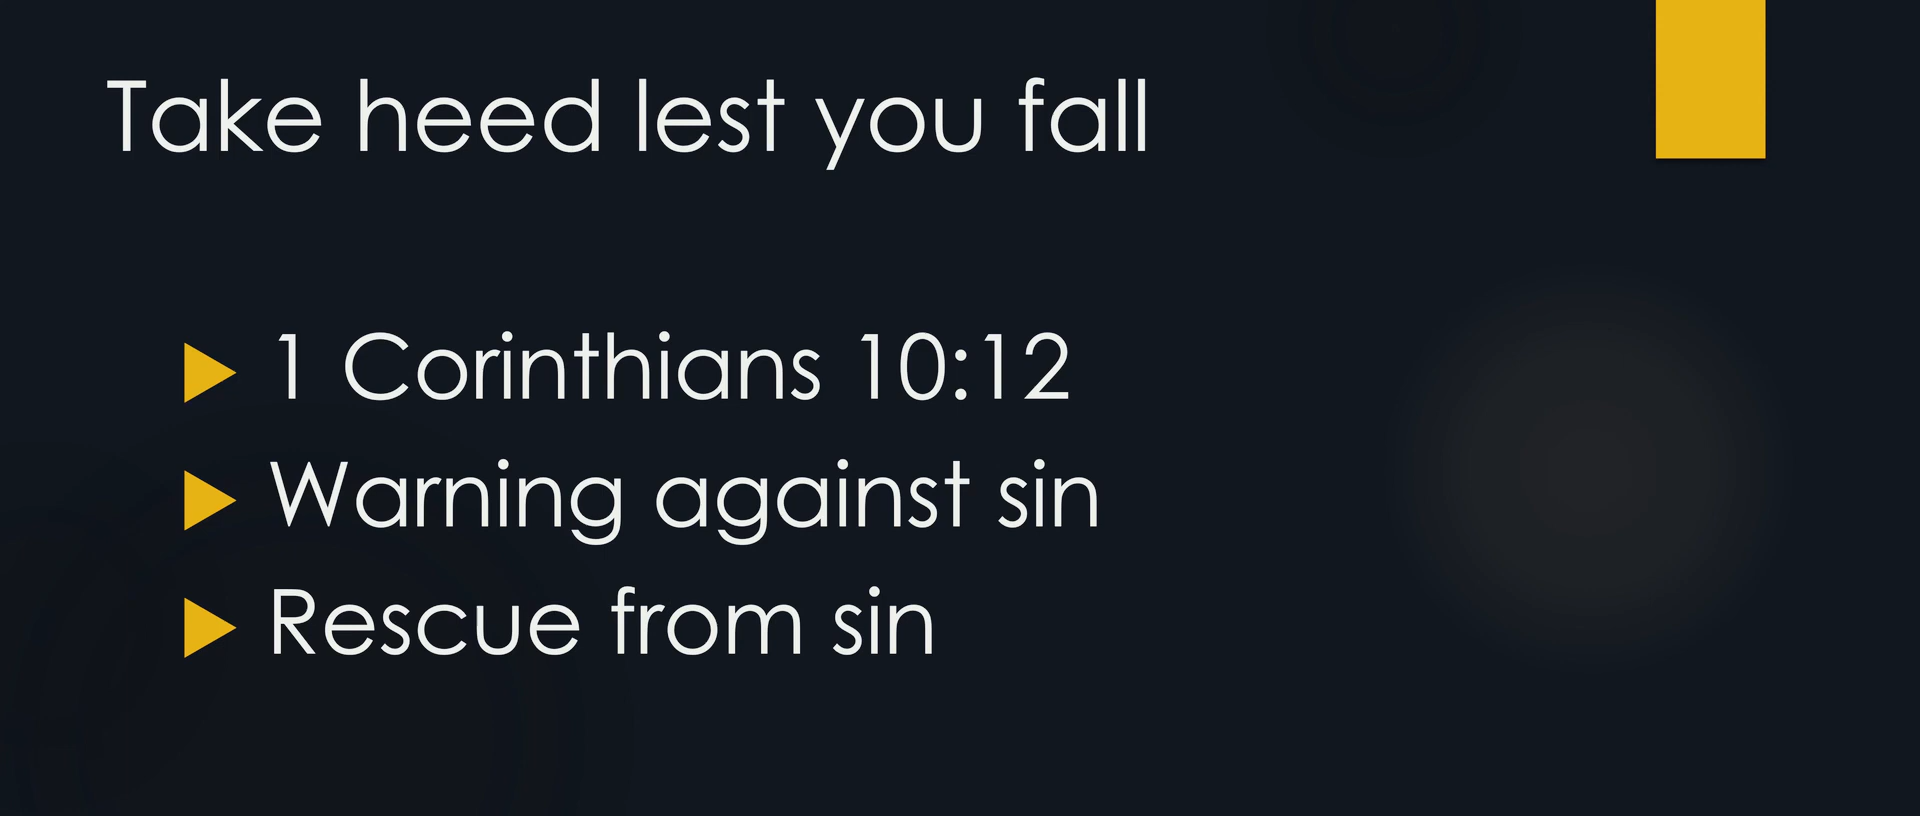 Take heed lest you fall
1 Corinthians 10:12
Warning against sin
Rescue from sin